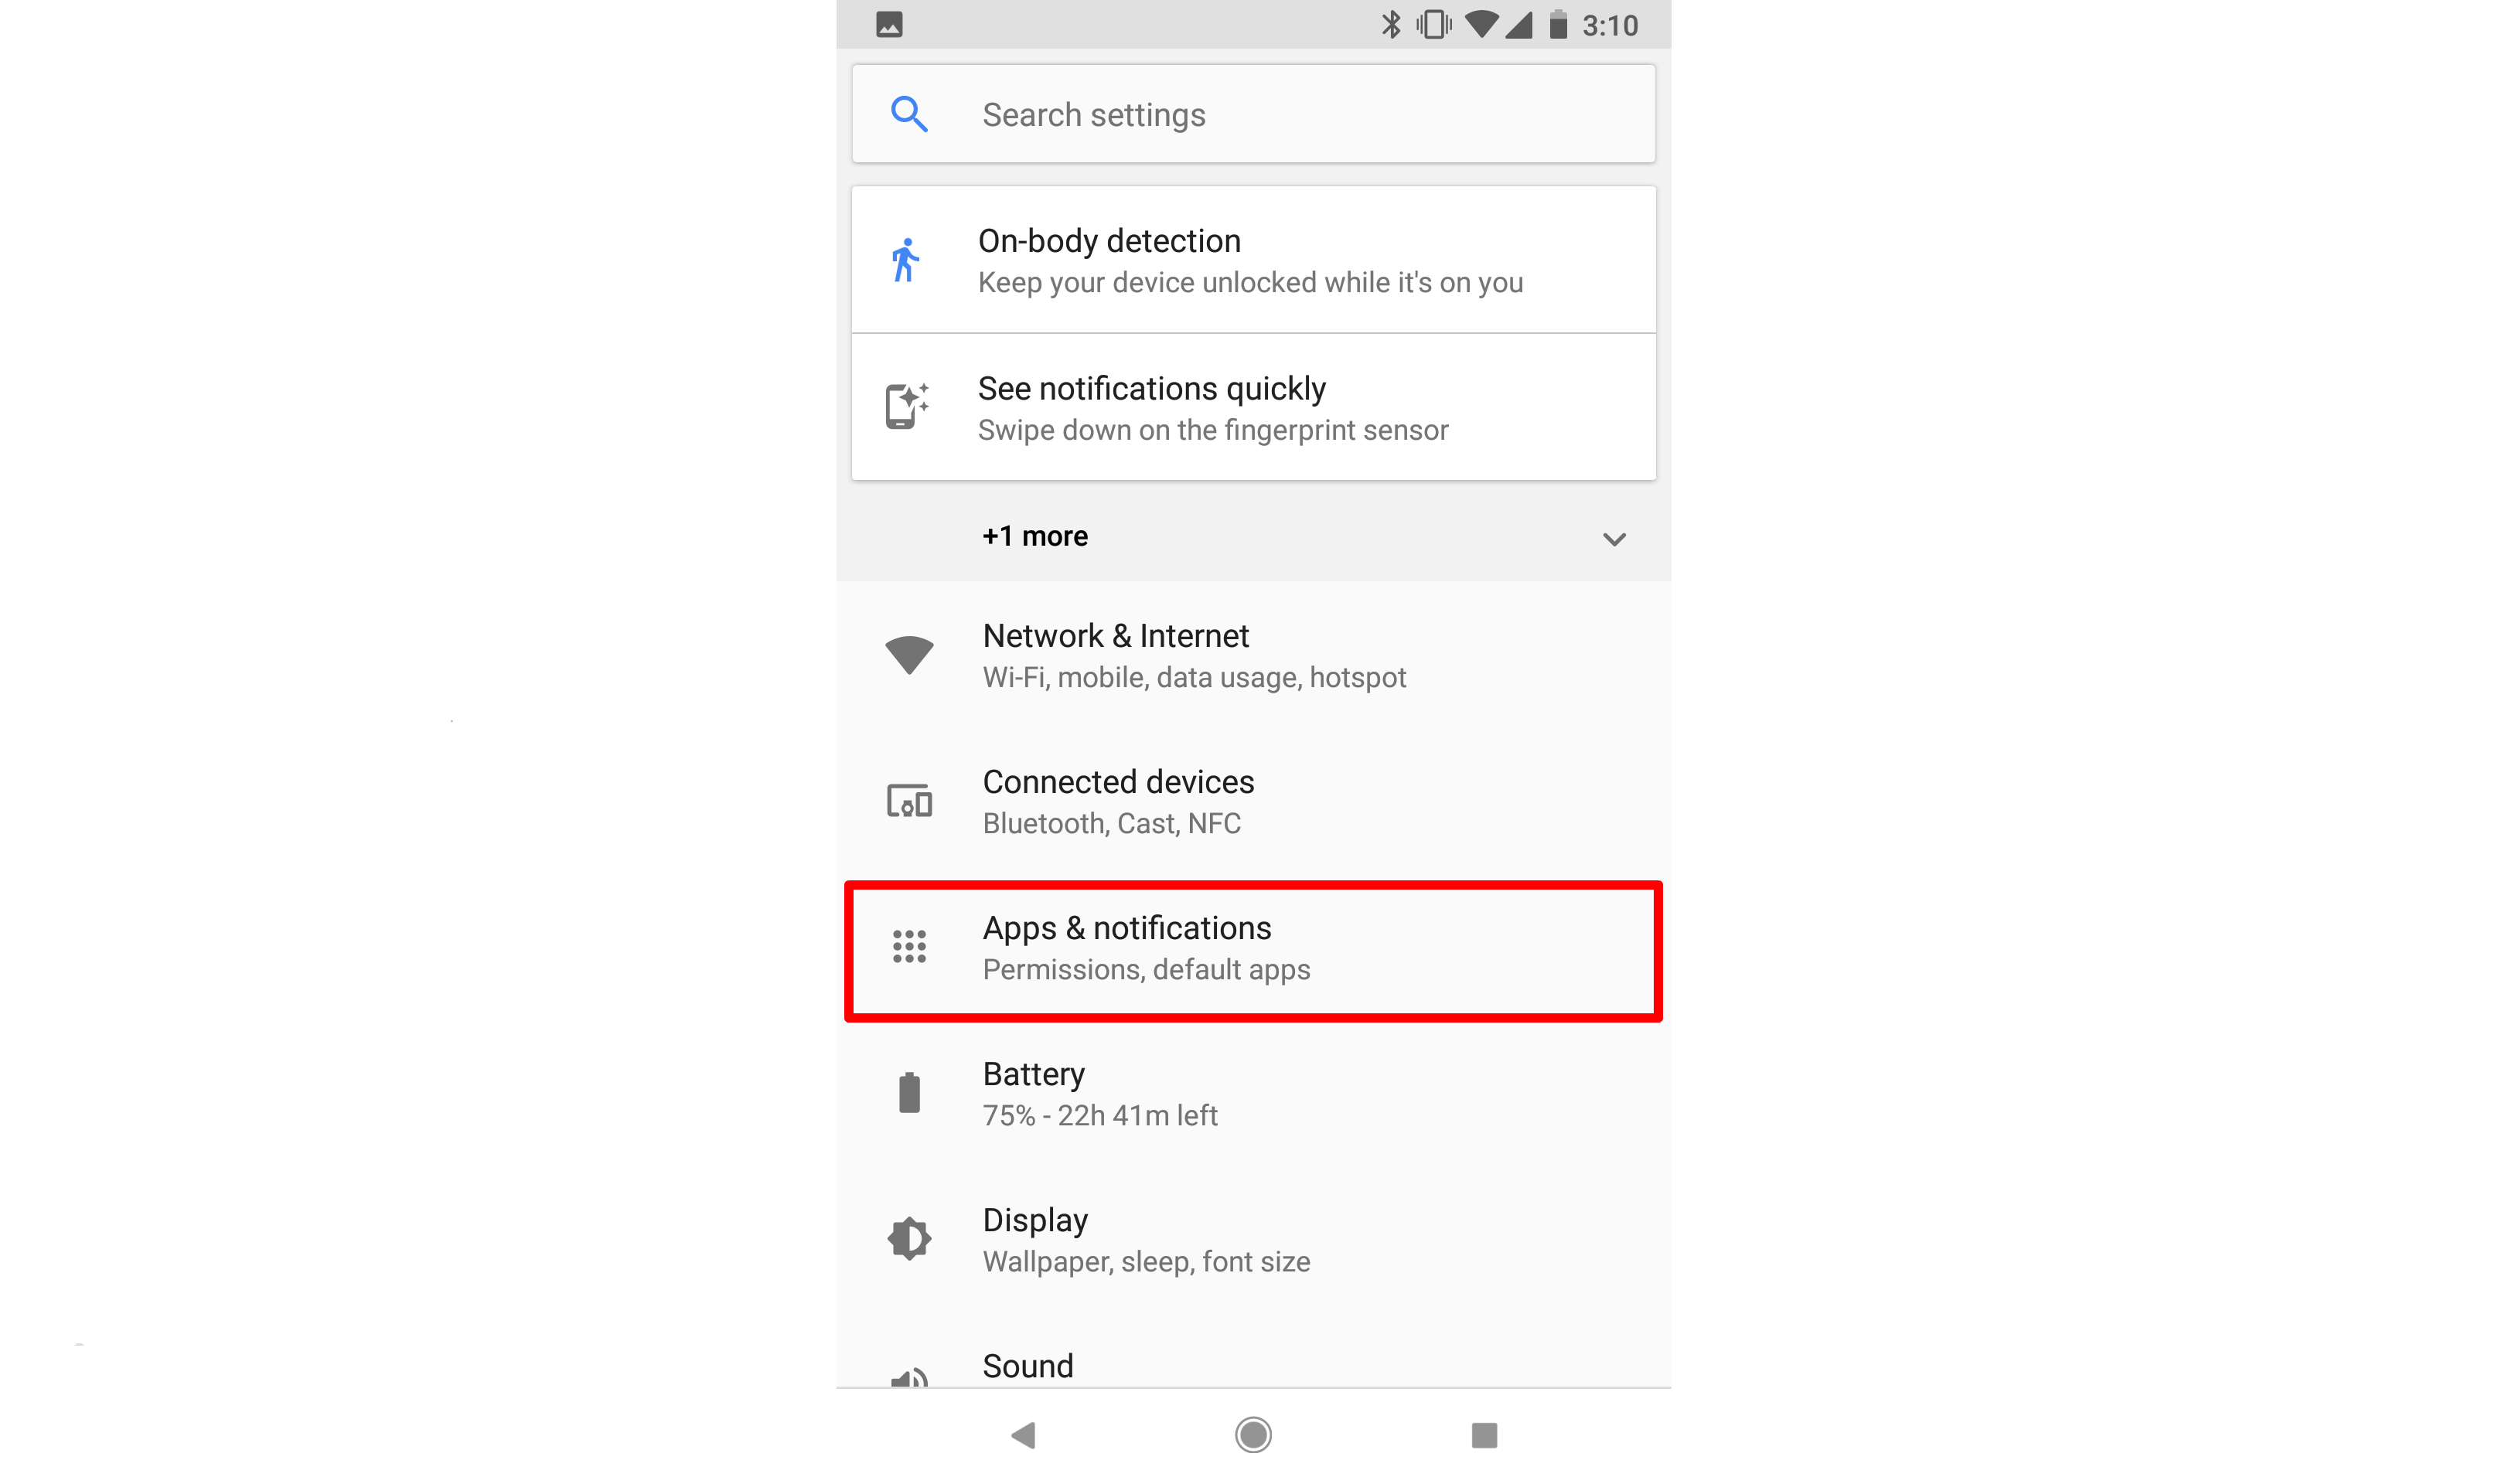 3:10
Search settings
On-body detection
Keep your device unlocked while it's on you
See notifications quickly
Swipe down on the fingerprint sensor
+1 more
Network & Internet
Wi-Fi, mobile, data usage, hotspot
Connected devices
Bluetooth, Cast, NFC
Apps & notifications
Permissions, default apps
Battery
75% - 22h 41m left
Display
Wallpaper, sleep, font size
Sound